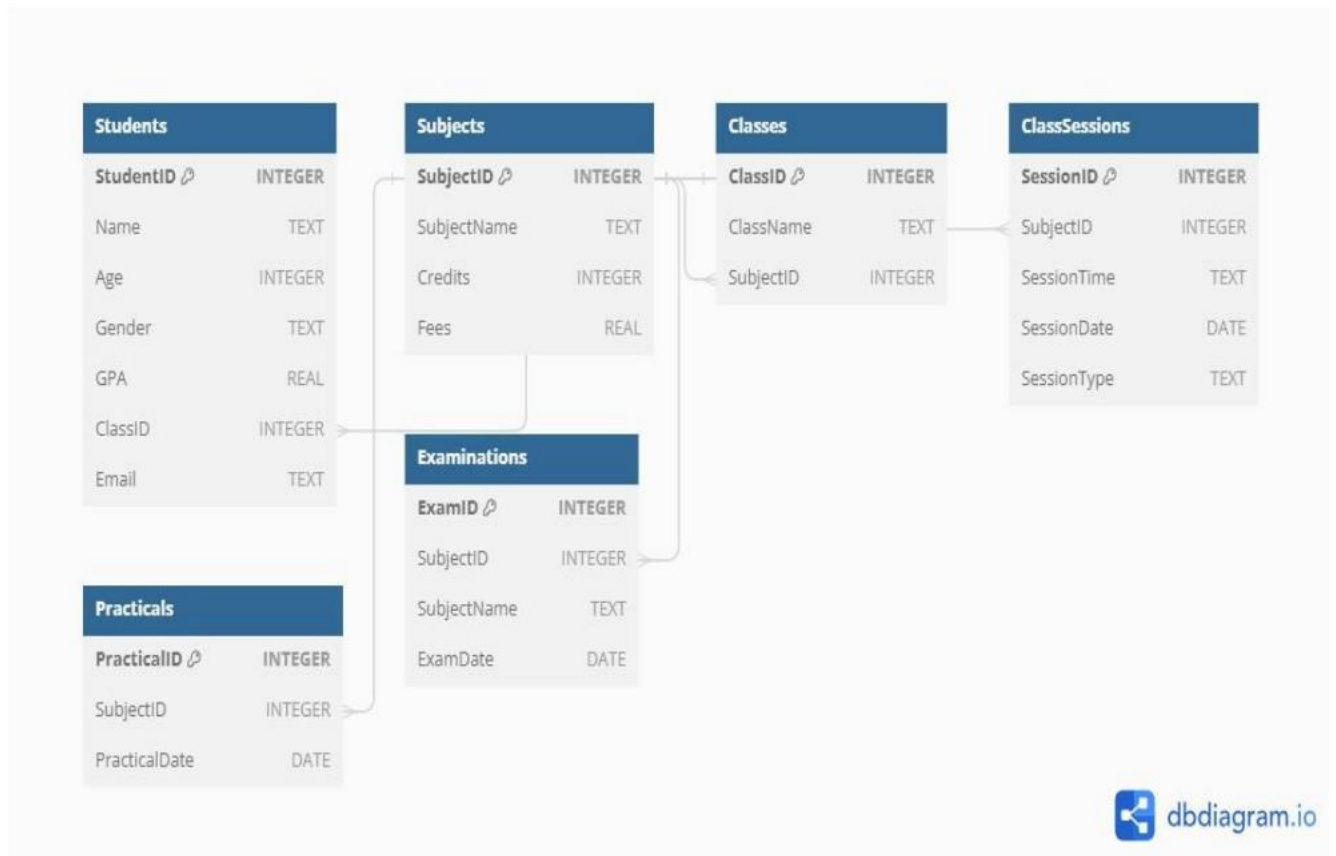 Students
StudentID INTEGER
Name TEXT
Age INTEGER
Gender TEXT
GPA REAL
ClassID INTEGER
Email TEXT
Subjects
SubjectID INTEGER
SubjectName TEXT
Credits INTEGER
Fees REAL
Classes
ClassID INTEGER
ClassName TEXT
SubjectID INTEGER
ClassSessions
SessionID INTEGER
SubjectID INTEGER
SessionTime TEXT
SessionDate DATE
SessionType TEXT
Examinations
ExamID INTEGER
SubjectID INTEGER
SubjectName TEXT
ExamDate DATE
Practicals
PracticalID INTEGER
SubjectID INTEGER
PracticalDate DATE
dbdiagram.io